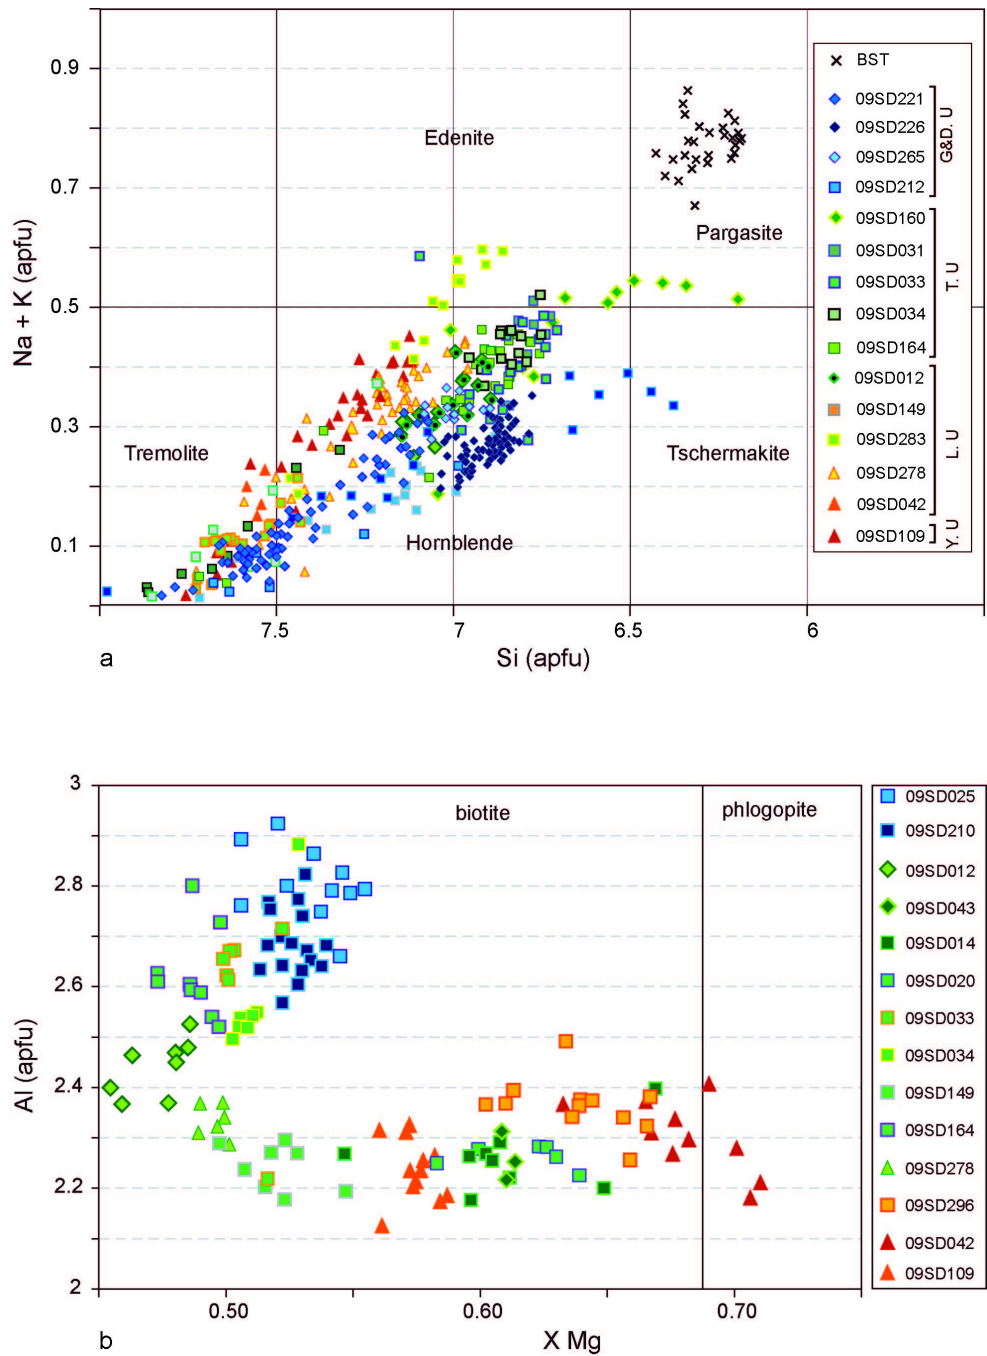 0.9
0.7
0.5
0.3
0.1
Na + K (apfu)
Edenite
Pargasite
Tremolite
Tschermakite
Hornblende
7.5
7
6.5
6
Si (apfu)
a
BST
09SD221
09SD226
09SD265
09SD212
G&D. U
09SD160
09SD031
09SD033
09SD034
09SD164
T. U
09SD012
09SD149
09SD283
09SD278
09SD042
L. U
09SD109
Y. U
3
2.8
2.6
2.4
2.2
2
Al (apfu)
biotite
phlogopite
0.50
0.60
0.70
X Mg
b
09SD025
09SD210
09SD012
09SD043
09SD014
09SD020
09SD033
09SD034
09SD149
09SD164
09SD278
09SD296
09SD042
09SD109